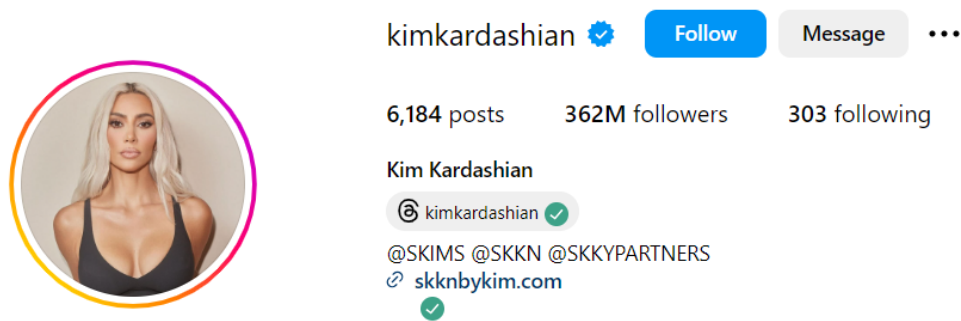 kimkardashian Follow Message
6,184 posts 362M followers 303 following
Kim Kardashian
kimkardashian
@SKIMS @SKKN @SKKYPARTNERS
skknbykim.com